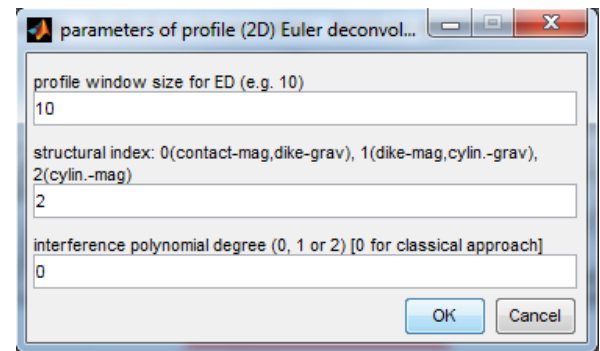 parameters of profile (2D) Euler deconvol...
profile window size for ED (e.g. 10)
10
structural index: 0(contact-mag,dike-grav), 1(dike-mag,cylin.-grav),
2(cylin.-mag)
2
interference polynomial degree (0, 1 or 2) [0 for classical approach]
0
OK Cancel